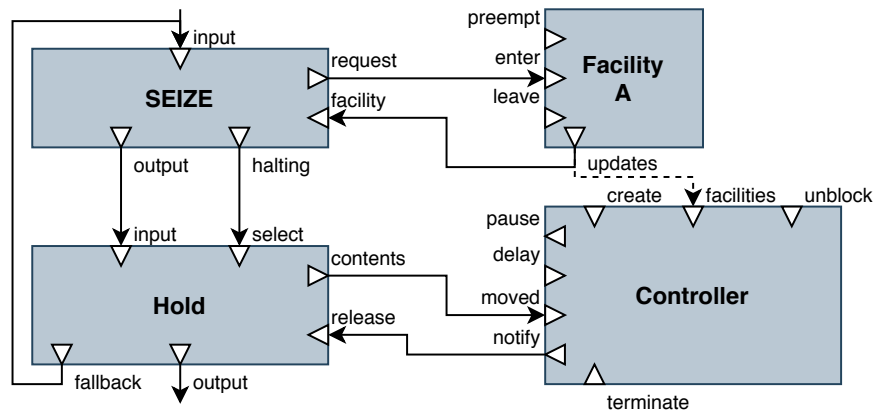 input
SEIZE
request
facility
output
halting
preempt
enter
leave
Facility
A
updates
create
facilities
unblock
pause
delay
moved
notify
Controller
terminate
input
select
contents
Hold
release
fallback
output